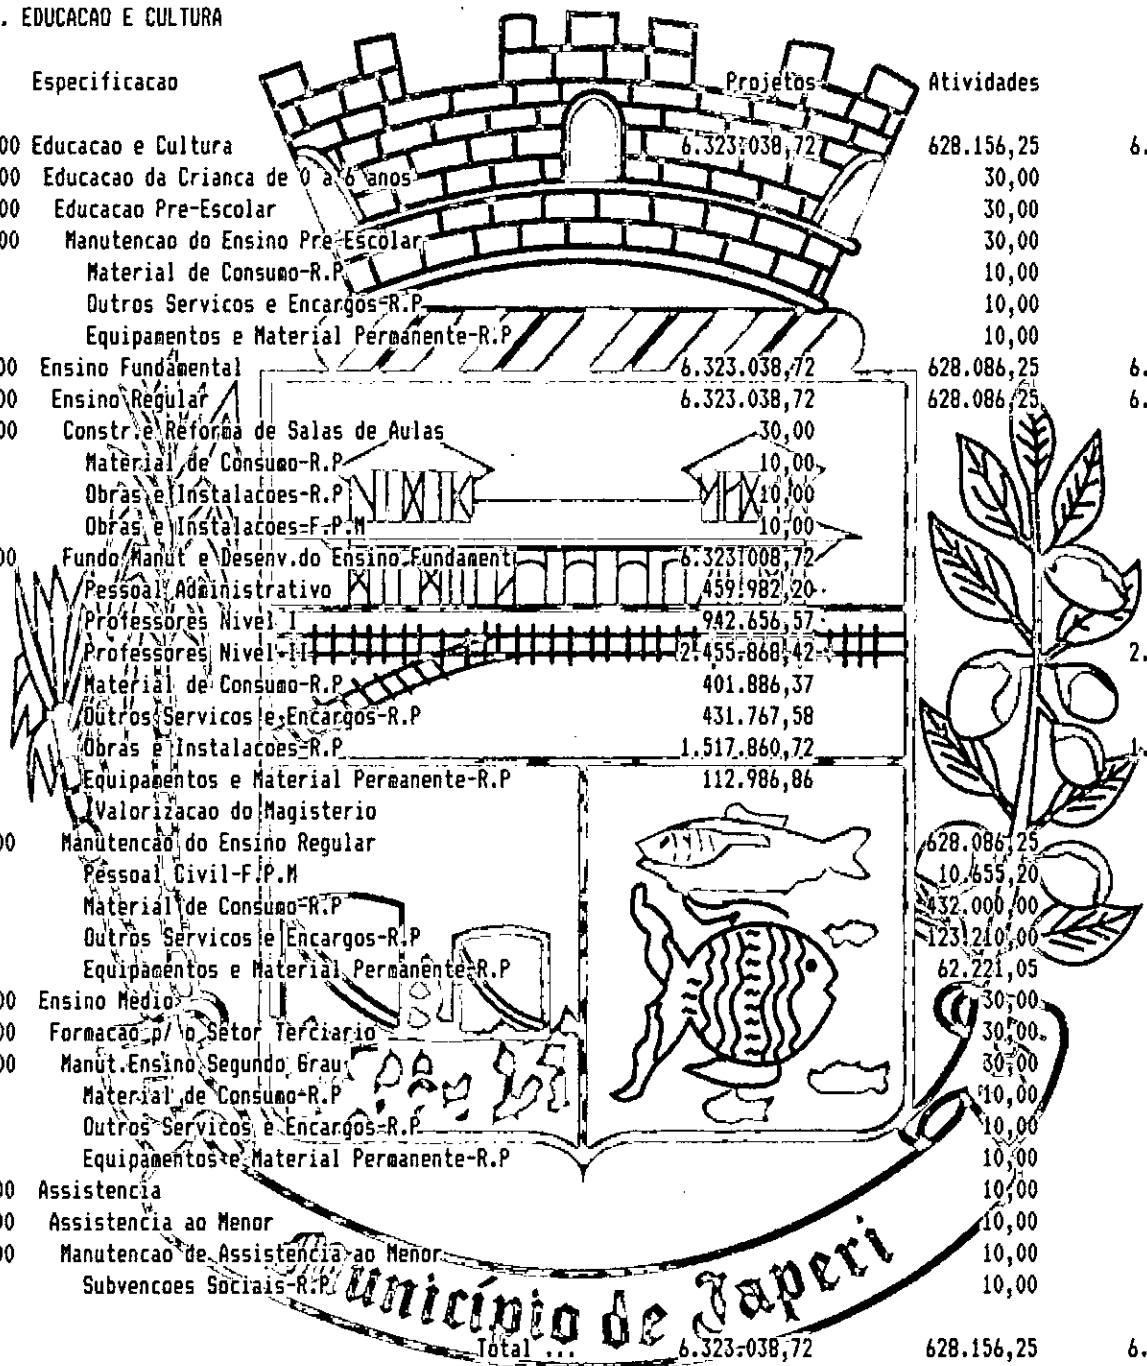 . EDUCACAO E CULTURA
Especificacao Projetos Atividades
00 Educacao e Cultura 6.323.038,72 628.156,25 6.
00 Educacao da Crianca de 0 a 6 anos 30,00
00 Educacao Pre-Escolar 30,00
00 Manutencao do Ensino Pre-Escolar 30,00
Material de Consumo-R.P 10,00
Outros Servicos e Encargos-R.P 10,00
Equipamentos e Material Permanente-R.P 10,00
00 Ensino Fundamental 6.323.038,72 628.086,25 6.
00 Ensino Regular 6.323.038,72 628.086,25 6.
00 Constr.e Reforma de Salas de Aulas 30,00
Material de Consumo-R.P 10,00
Obras e Instalacoes-R.P 10,00
Obras e Instalacoes-F.P.M 10,00
00 Fundo Manut e Desenv.do Ensino Fundament 6.323.008,72
Pessoal Administrativo 459.982,20
Professores Nivel I 942.656,57
Professores Nivel II 2.455.868,42 2.
Material de Consumo-R.P 401.886,37
Outros Servicos e Encargos-R.P 431.767,58
Obras e Instalacoes-R.P 1.517.860,72 1.
Equipamentos e Material Permanente-R.P 112.986,86
Valorizacao do Magisterio
00 Manutencao do Ensino Regular 628.086,25
Pessoal Civil-F.P.M 10.655,20
Material de Consumo-R.P 432.000,00
Outros Servicos e Encargos-R.P 123.210,00
Equipamentos e Material Permanente-R.P 62.221,05
00 Ensino Medio 30,00
00 Formacao p/ o Setor Terciario 30,00
00 Manut.Ensino Segundo Grau 30,00
Material de Consumo-R.P 10,00
Outros Servicos e Encargos-R.P 10,00
Equipamentos e Material Permanente-R.P 10,00
00 Assistencia 10,00
00 Assistencia ao Menor 10,00
00 Manutencao de Assistencia ao Menor 10,00
Subvencoes Sociais-R.P 10,00
Município de Japeri
Total ... 6.323.038,72 628.156,25 6.